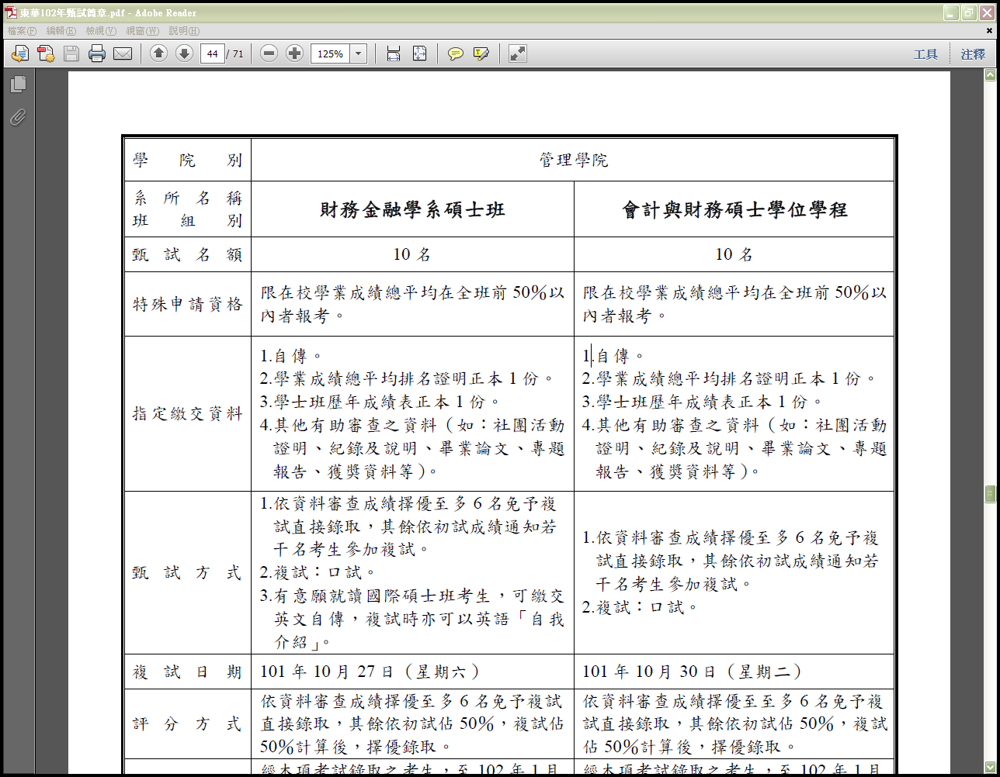 東華102年甄試簡章.pdf - Adobe Reader
檔案(F) 編輯(E) 檢視(V) 視窗(W) 說明(H)
44 / 71 125% 工具 注釋
學院別 管理學院
系所名稱
班組別
財務金融學系碩士班 會計與財務碩士學位學程
甄試名額 10 名 10 名
特殊申請資格
限在校學業成績總平均在全班前 50%以
內者報考。
限在校學業成績總平均在全班前 50%以
內者報考。
指定繳交資料
1.自傳。
2.學業成績總平均排名證明正本 1 份。
3.學士班歷年成績表正本 1 份。
4.其他有助審查之資料（如：社團活動
證明、紀錄及說明、畢業論文、專題
報告、獲獎資料等）。
1.自傳。
2.學業成績總平均排名證明正本 1 份。
3.學士班歷年成績表正本 1 份。
4.其他有助審查之資料（如：社團活動
證明、紀錄及說明、畢業論文、專題
報告、獲獎資料等）。
甄試方式
1.依資料審查成績擇優至多 6 名免予複
試直接錄取，其餘依初試成績通知若
干名考生參加複試。
2.複試：口試。
3.有意願就讀國際碩士班考生，可繳交
英文自傳，複試時亦可以英語「自我
介紹」。
1.依資料審查成績擇優至多 6 名免予複
試直接錄取，其餘依初試成績通知若
干名考生參加複試。
2.複試：口試。
複試日期 101 年 10 月 27 日（星期六） 101 年 10 月 30 日（星期二）
評分方式
依資料審查成績擇優至多 6 名免予複試
直接錄取，其餘依初試佔 50%，複試佔
50%計算後，擇優錄取。
依資料審查成績擇優至至多 6 名免予複
試直接錄取，其餘依初試佔 50%，複試
佔 50%計算後，擇優錄取。
經本項考試錄取之考生，至 102 年 1 月
經本項考試錄取之考生，至 102 年 1 月